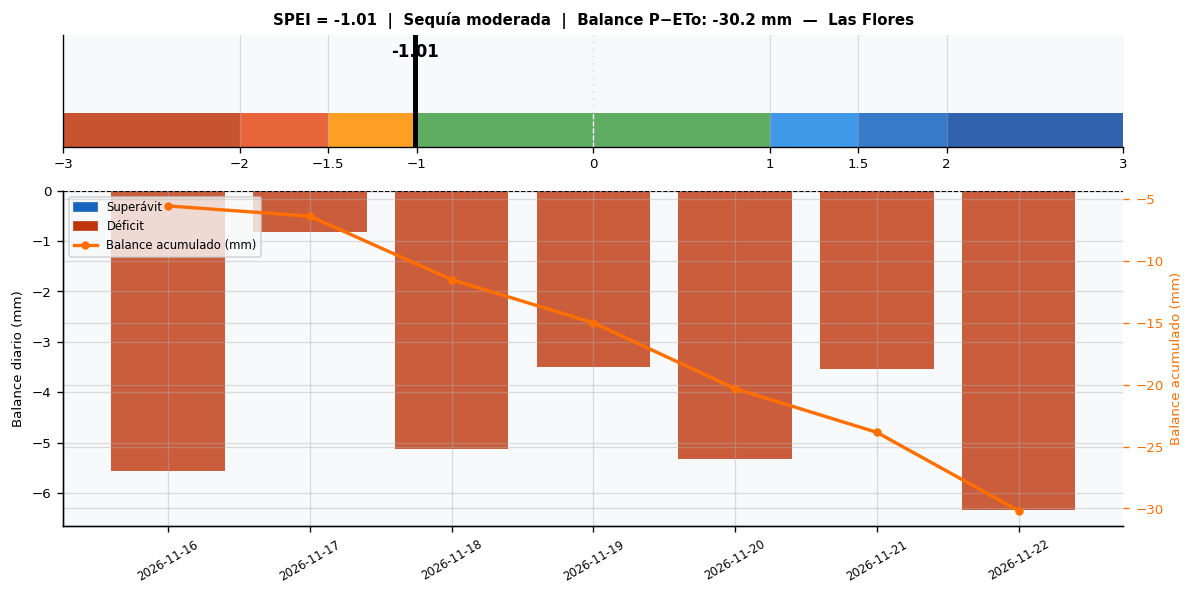 SPEI = -1.01  |  Sequía moderada  |  Balance P−ETo: -30.2 mm  —  Las Flores
-1.01
−3 −2 −1.5 −1 0 1 1.5 2 3
Superávit
Déficit
Balance acumulado (mm)
0
−1
−2
−3
−4
−5
−6
Balance diario (mm)
−5
−10
−15
−20
−25
−30
Balance acumulado (mm)
2026-11-16 2026-11-17 2026-11-18 2026-11-19 2026-11-20 2026-11-21 2026-11-22